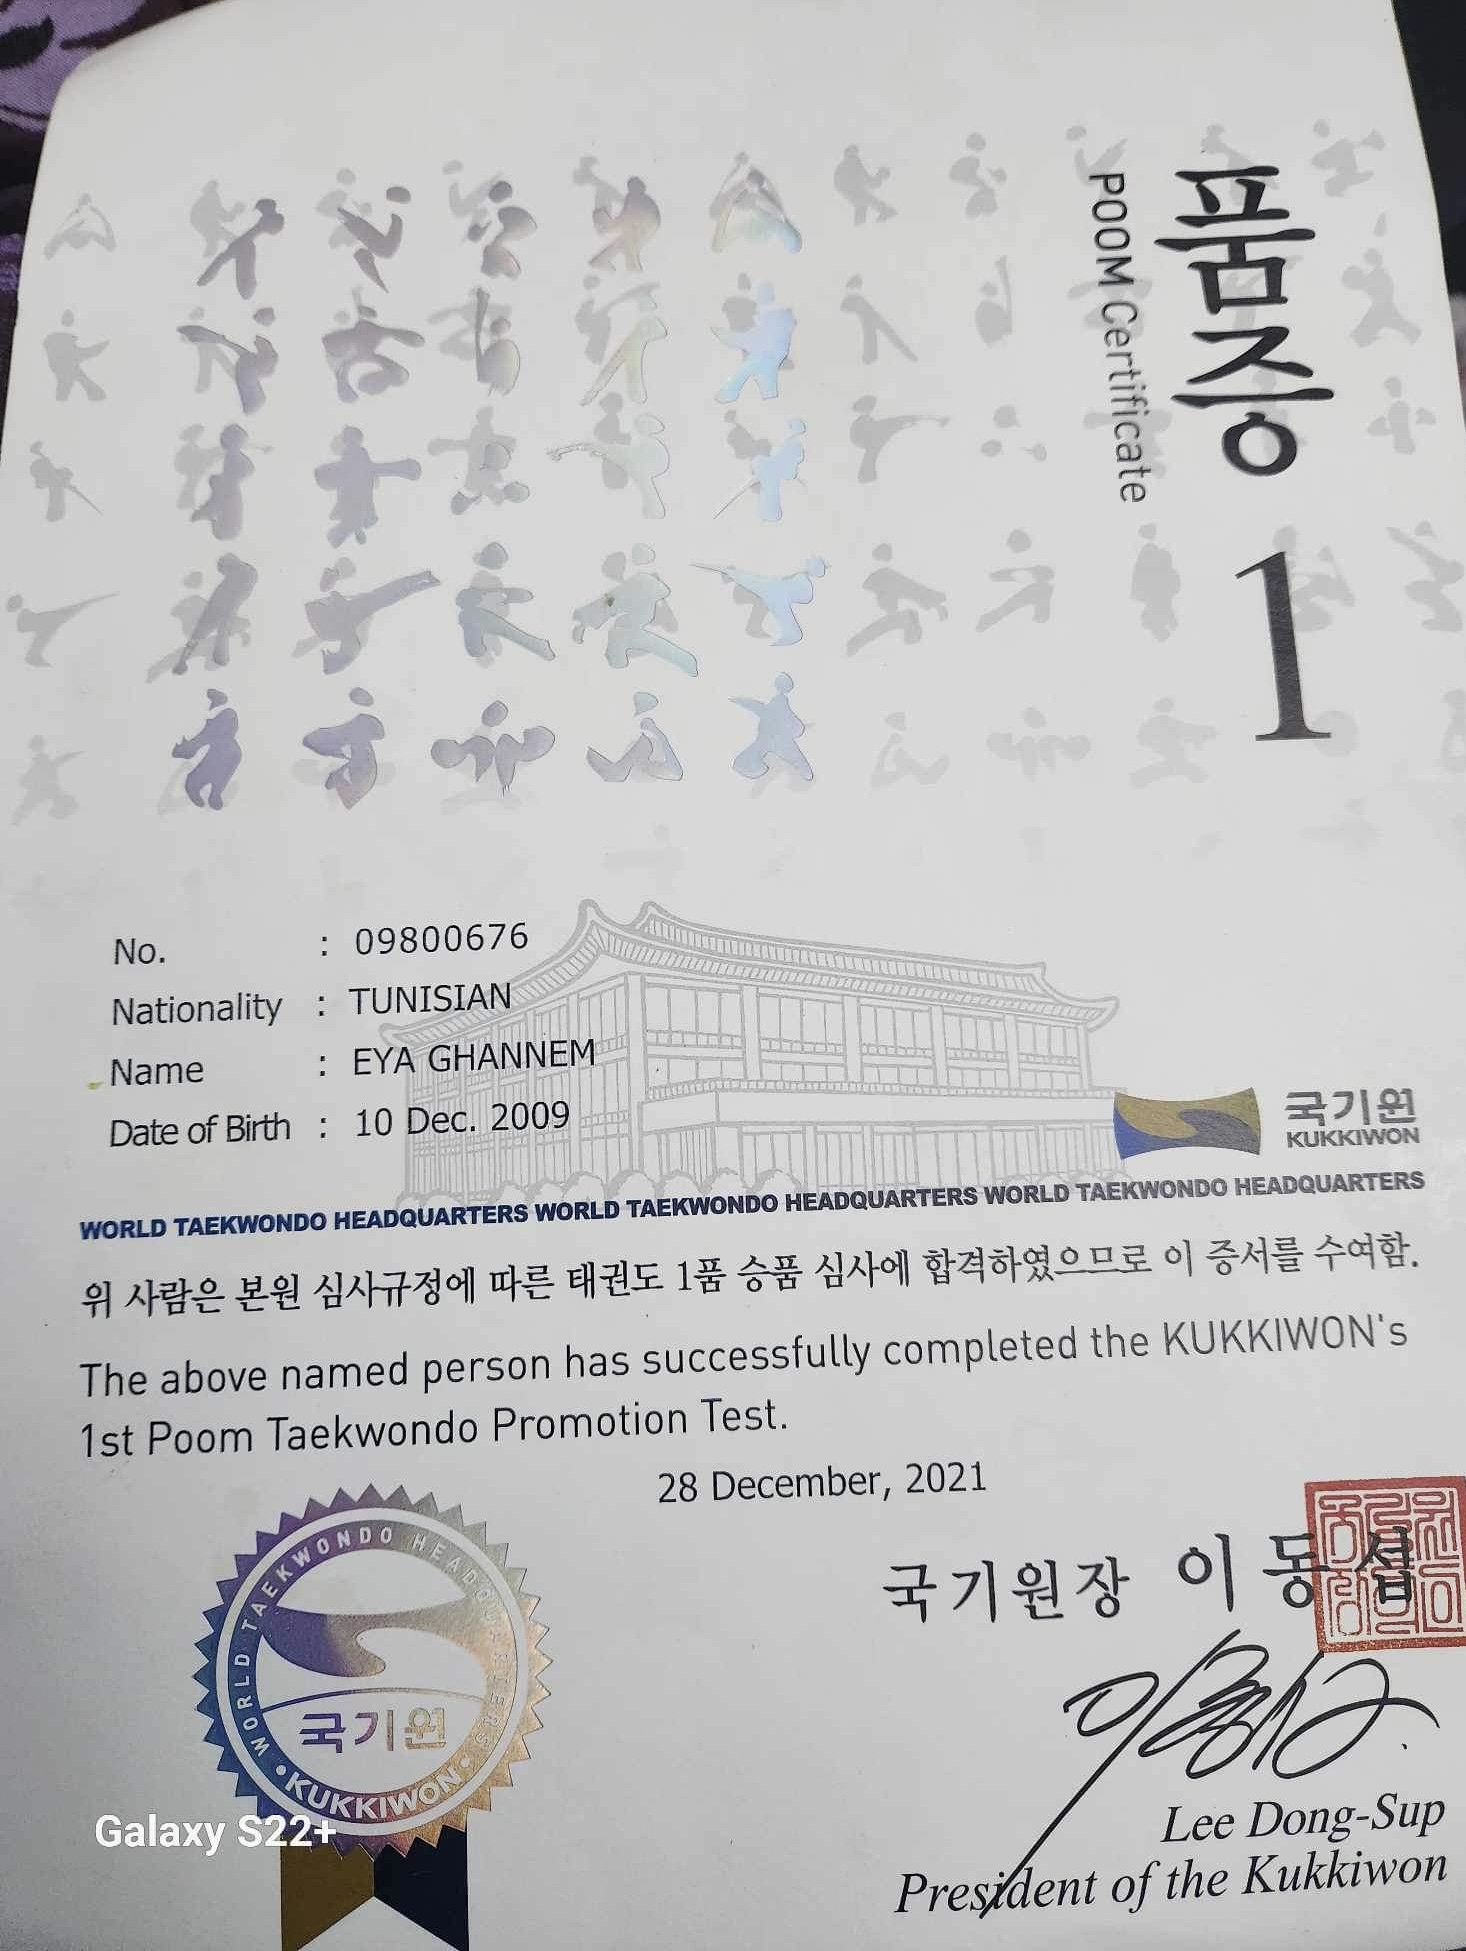 품증
POOM Certificate
1
No. : 09800676
Nationality : TUNISIAN
Name : EYA GHANNEM
Date of Birth : 10 Dec. 2009
국기원
KUKKIWON
WORLD TAEKWONDO HEADQUARTERS WORLD TAEKWONDO HEADQUARTERS WORLD TAEKWONDO HEADQUARTERS
위 사람은 본원 심사규정에 따른 태권도 1품 승품 심사에 합격하였으므로 이 증서를 수여함.
The above named person has successfully completed the KUKKIWON's
1st Poom Taekwondo Promotion Test.
28 December, 2021
국기원장 이동섭
WORLD TAEKWONDO HEADQUARTERS
국기원
•KUKKIWON•
Lee Dong-Sup
President of the Kukkiwon
Galaxy S22+